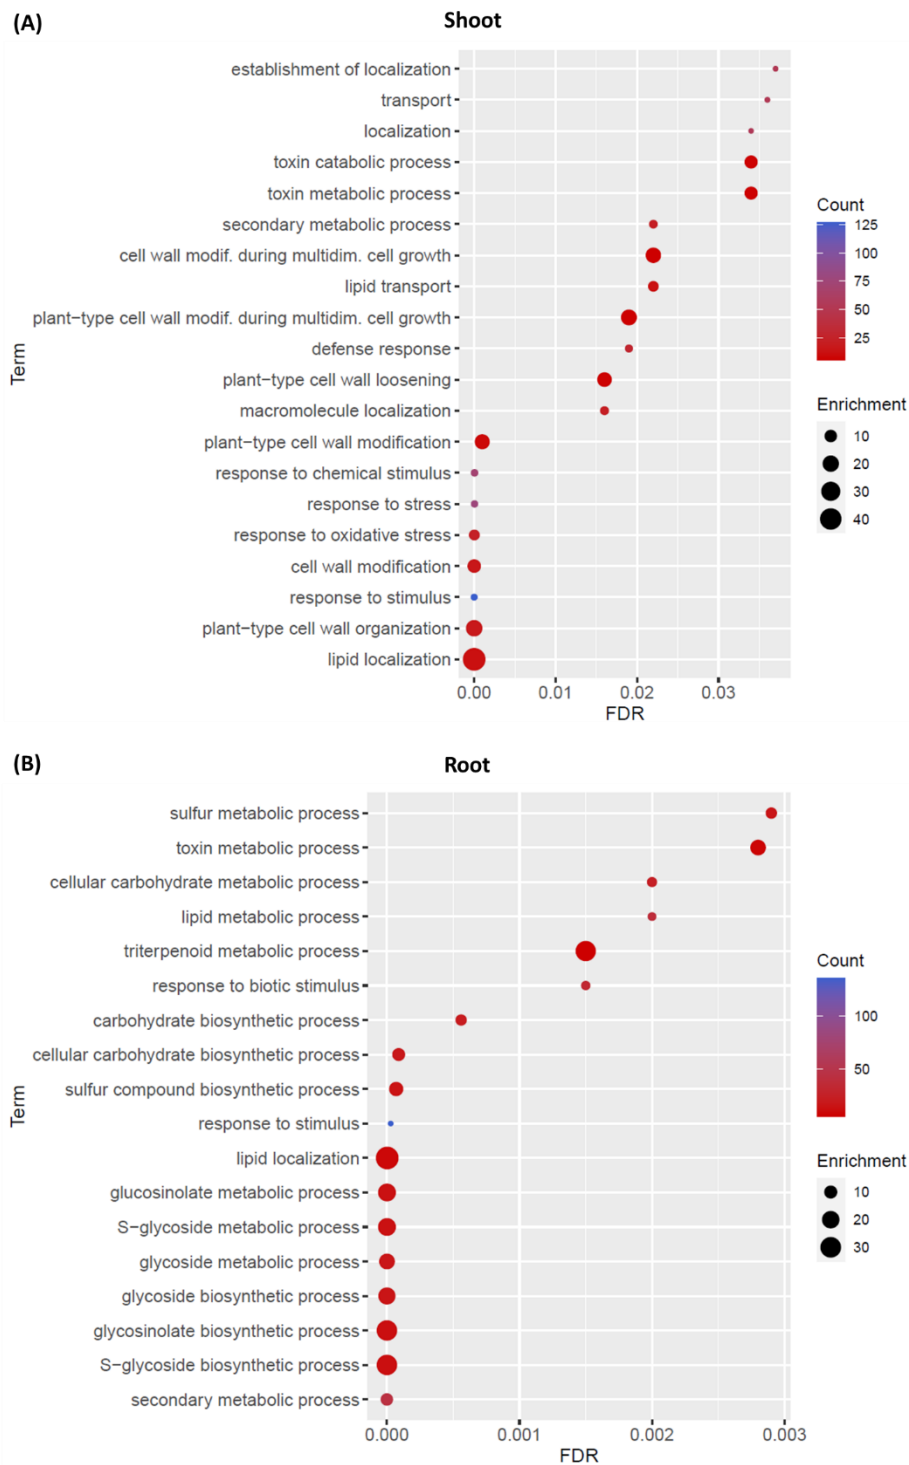 (A)
Shoot
establishment of localization
transport
localization
toxin catabolic process
toxin metabolic process
secondary metabolic process
cell wall modif. during multidim. cell growth
lipid transport
plant−type cell wall modif. during multidim. cell growth
defense response
plant−type cell wall loosening
macromolecule localization
plant−type cell wall modification
response to chemical stimulus
response to stress
response to oxidative stress
cell wall modification
response to stimulus
plant−type cell wall organization
lipid localization
Term
0.00 0.01 0.02 0.03
FDR
Count
125
100
75
50
25
Enrichment
10
20
30
40
(B)
Root
sulfur metabolic process
toxin metabolic process
cellular carbohydrate metabolic process
lipid metabolic process
triterpenoid metabolic process
response to biotic stimulus
carbohydrate biosynthetic process
cellular carbohydrate biosynthetic process
sulfur compound biosynthetic process
response to stimulus
lipid localization
glucosinolate metabolic process
S−glycoside metabolic process
glycoside metabolic process
glycoside biosynthetic process
glycosinolate biosynthetic process
S−glycoside biosynthetic process
secondary metabolic process
Term
0.000 0.001 0.002 0.003
FDR
Count
100
50
Enrichment
10
20
30